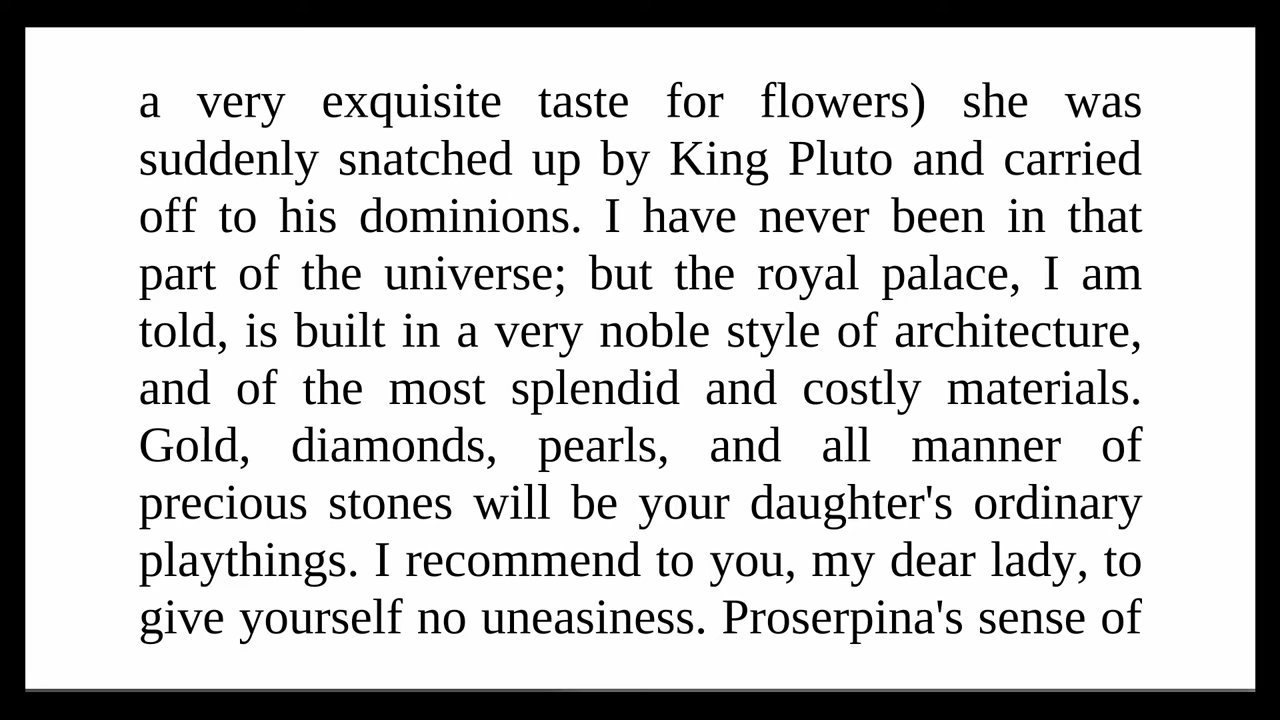 a very exquisite taste for flowers) she was
suddenly snatched up by King Pluto and carried
off to his dominions. I have never been in that
part of the universe; but the royal palace, I am
told, is built in a very noble style of architecture,
and of the most splendid and costly materials.
Gold, diamonds, pearls, and all manner of
precious stones will be your daughter's ordinary
playthings. I recommend to you, my dear lady, to
give yourself no uneasiness. Proserpina's sense of